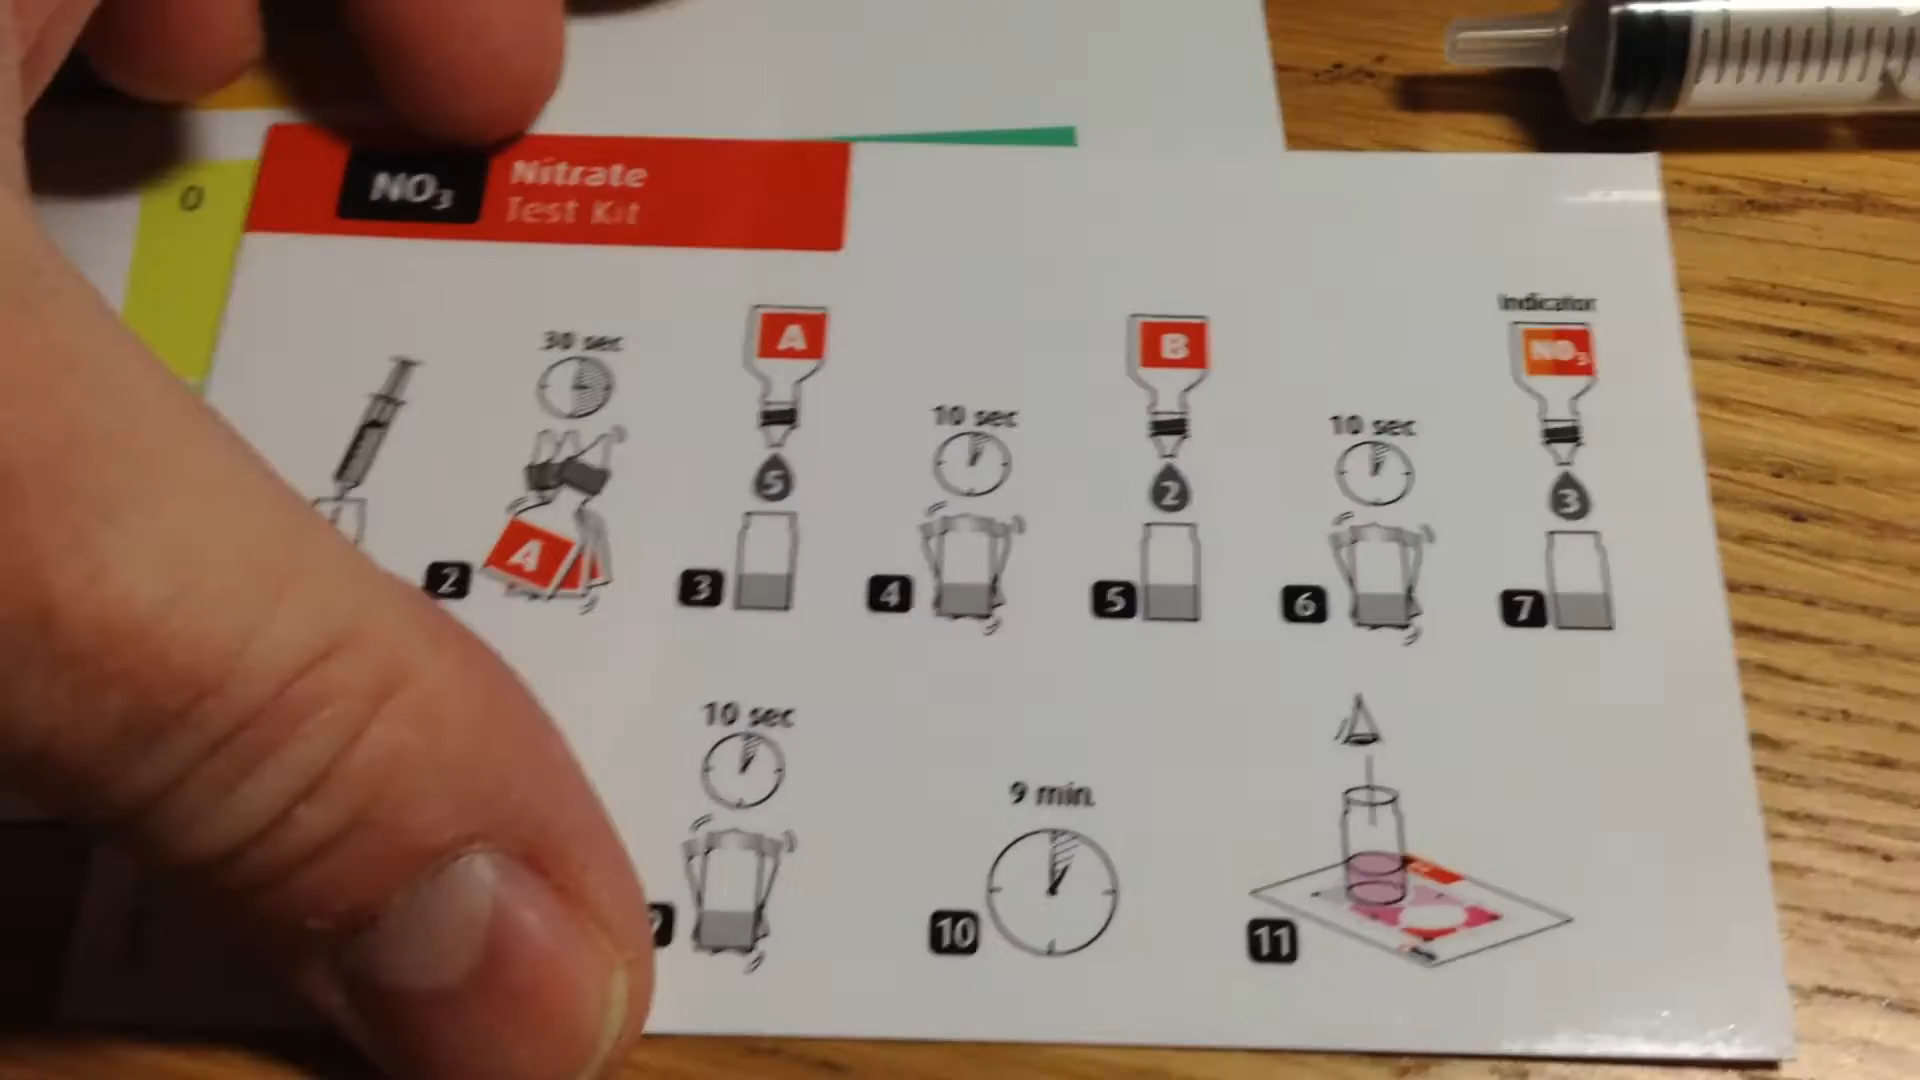 0
NO₃
Nitrate
Test Kit
30 sec
A
A
2
5
3
10 sec
4
B
2
5
10 sec
6
Indicator
NO₃
3
7
10 sec
9 min.
10
11